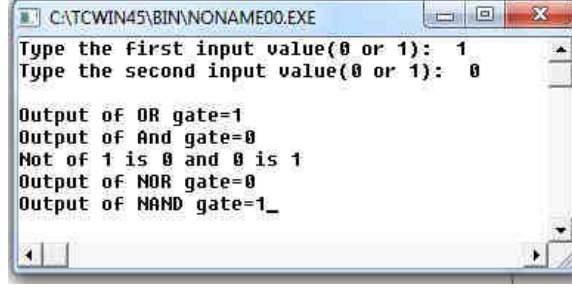 C:\TCWIN45\BIN\NONAME00.EXE
Type the first input value(0 or 1):  1
Type the second input value(0 or 1):  0
Output of OR gate=1
Output of And gate=0
Not of 1 is 0 and 0 is 1
Output of NOR gate=0
Output of NAND gate=1_